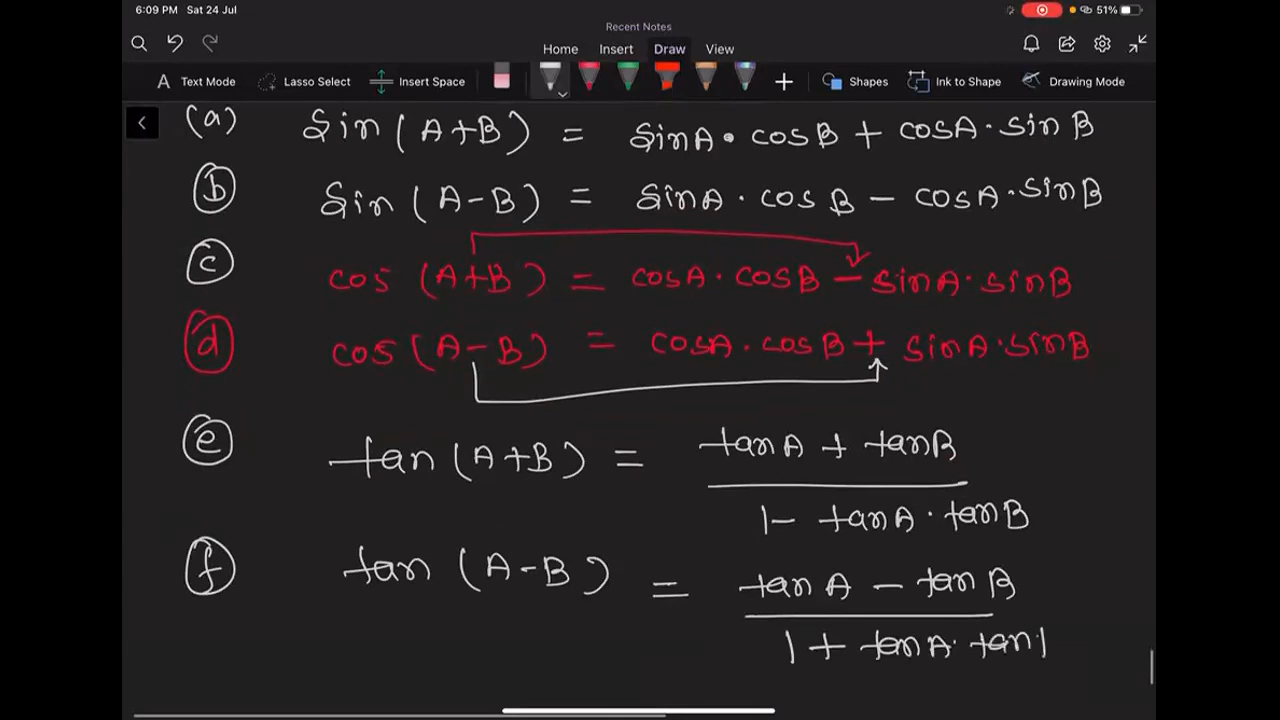 6:09 PM Sat 24 Jul 51%
Recent Notes
Home Insert Draw View
Text Mode Lasso Select Insert Space Shapes Ink to Shape Drawing Mode
(a) Sin (A+B) = SinA · cosB + cosA · sinB
(b) Sin (A-B) = SinA · cosB - cosA · sinB
(c) cos (A+B) = cosA · cosB - sinA · sinB
(d) cos (A-B) = cosA · cosB + sinA · sinB
(e) tan (A+B) = tanA + tanB
1 - tanA · tanB
(f) tan (A-B) = tanA - tanB
1 + tanA · tan